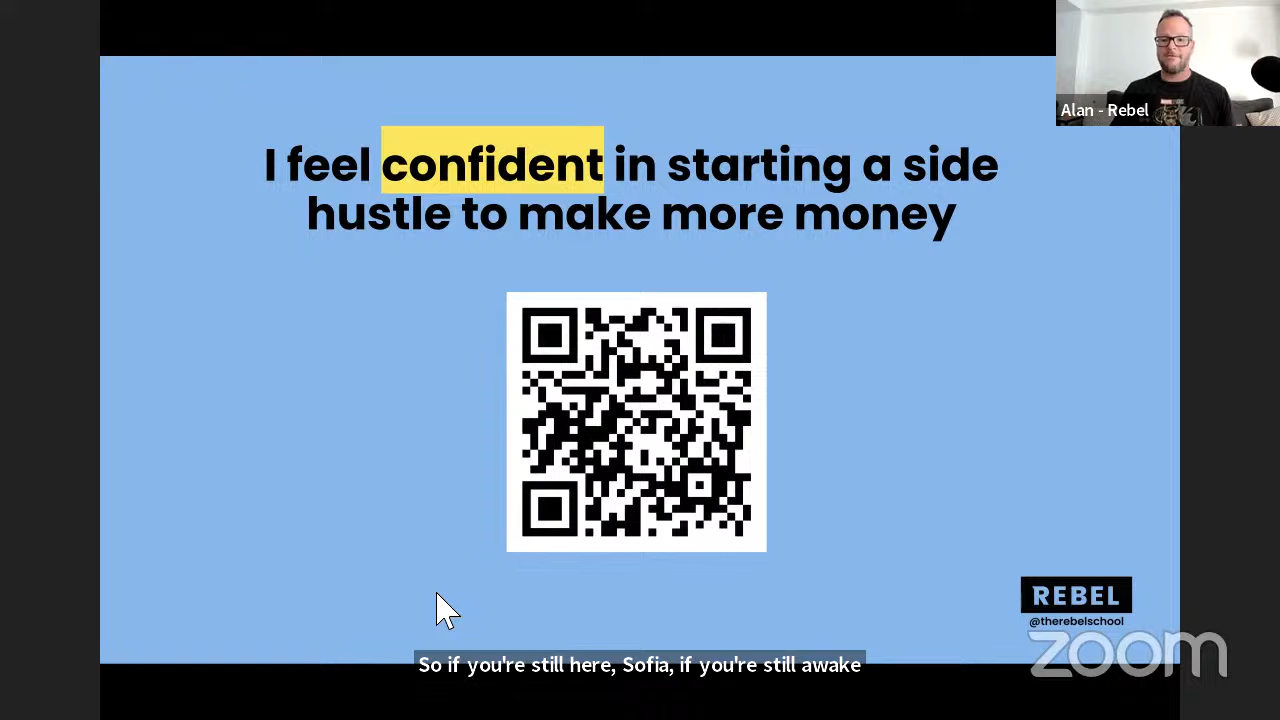 Alan - Rebel
I feel confident in starting a side
hustle to make more money
REBEL
@therebelschool
zoom
So if you're still here, Sofia, if you're still awake